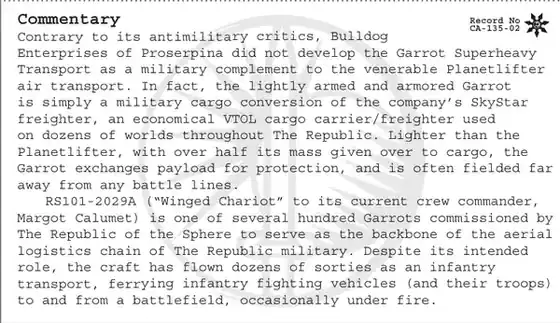 Commentary
Record No
CA-135-02
Contrary to its antimilitary critics, Bulldog
Enterprises of Proserpina did not develop the Garrot Superheavy
Transport as a military complement to the venerable Planetlifter
air transport. In fact, the lightly armed and armored Garrot
is simply a military cargo conversion of the company's SkyStar
freighter, an economical VTOL cargo carrier/freighter used
on dozens of worlds throughout The Republic. Lighter than the
Planetlifter, with over half its mass given over to cargo, the
Garrot exchanges payload for protection, and is often fielded far
away from any battle lines.
RS101-2029A (“Winged Chariot” to its current crew commander,
Margot Calumet) is one of several hundred Garrots commissioned by
The Republic of the Sphere to serve as the backbone of the aerial
logistics chain of The Republic military. Despite its intended
role, the craft has flown dozens of sorties as an infantry
transport, ferrying infantry fighting vehicles (and their troops)
to and from a battlefield, occasionally under fire.